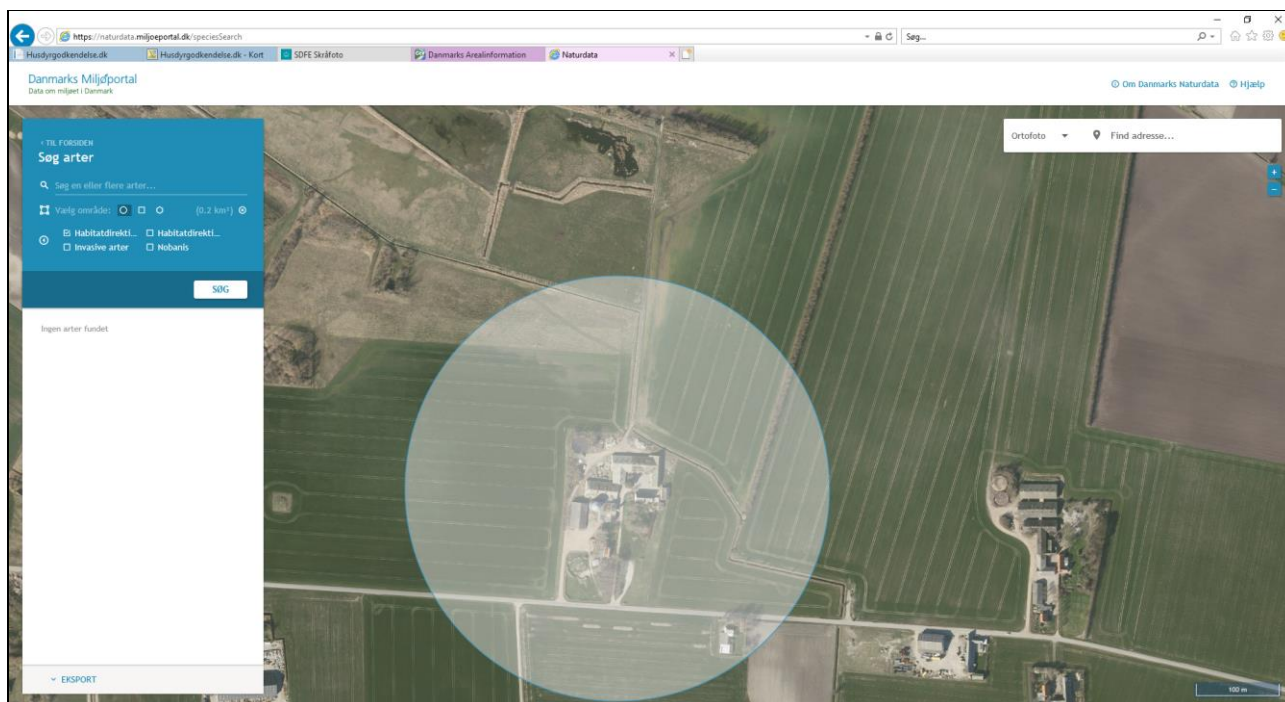 https://naturdata.miljoeportal.dk/speciesSearch
Søg...
Husdyrgodkendelse.dk
Husdyrgodkendelse.dk - Kort
SDFE Skråfoto
Danmarks Arealinformation
Naturdata
Danmarks Miljøportal
Data om miljøet i Danmark
Om Danmarks Naturdata
Hjælp
‹ TIL FORSIDEN
Søg arter
Ortofoto
Find adresse...
Søg en eller flere arter...
Vælg område:
(0,2 km²)
Habitatdirekti...
Habitatdirekti...
Invasive arter
Nobanis
SØG
Ingen arter fundet
EKSPORT
100 m